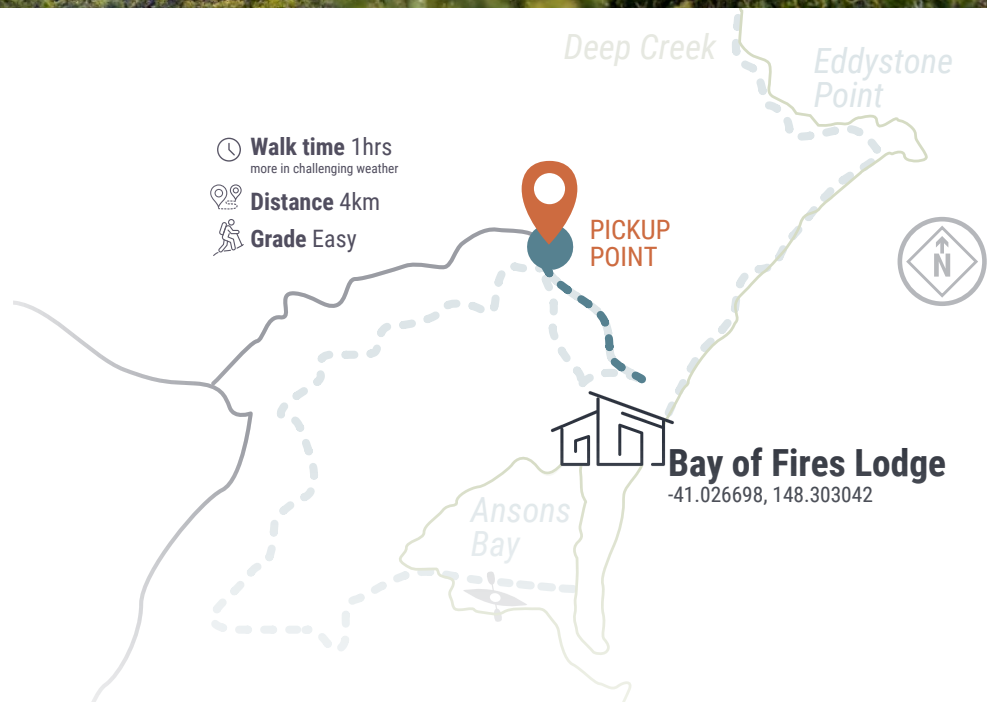 Deep Creek
Eddystone
Point
Walk time 1hrs
more in challenging weather
Distance 4km
Grade Easy
PICKUP
POINT
N
Bay of Fires Lodge
-41.026698, 148.303042
Ansons
Bay